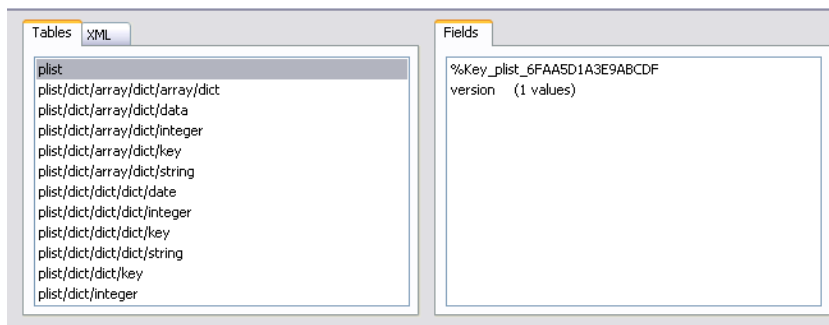 Tables
XML
plist
plist/dict/array/dict/array/dict
plist/dict/array/dict/data
plist/dict/array/dict/integer
plist/dict/array/dict/key
plist/dict/array/dict/string
plist/dict/dict/dict/date
plist/dict/dict/dict/integer
plist/dict/dict/dict/key
plist/dict/dict/dict/string
plist/dict/dict/key
plist/dict/integer
Fields
%Key_plist_6FAA5D1A3E9ABCDF
version (1 values)